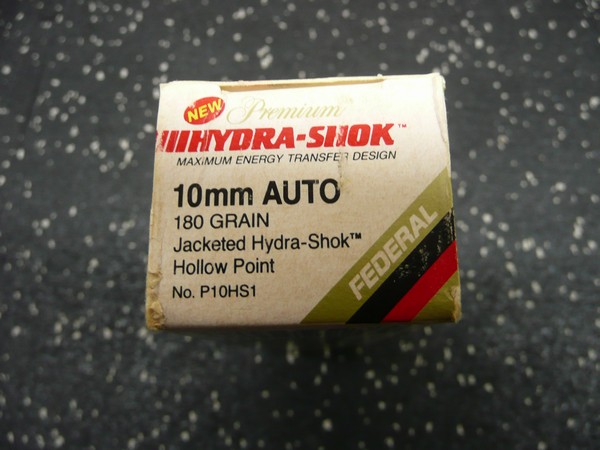 NEW Premium
HYDRA-SHOK™
MAXIMUM ENERGY TRANSFER DESIGN
10mm AUTO
180 GRAIN
Jacketed Hydra-Shok™
Hollow Point
No. P10HS1
FEDERAL